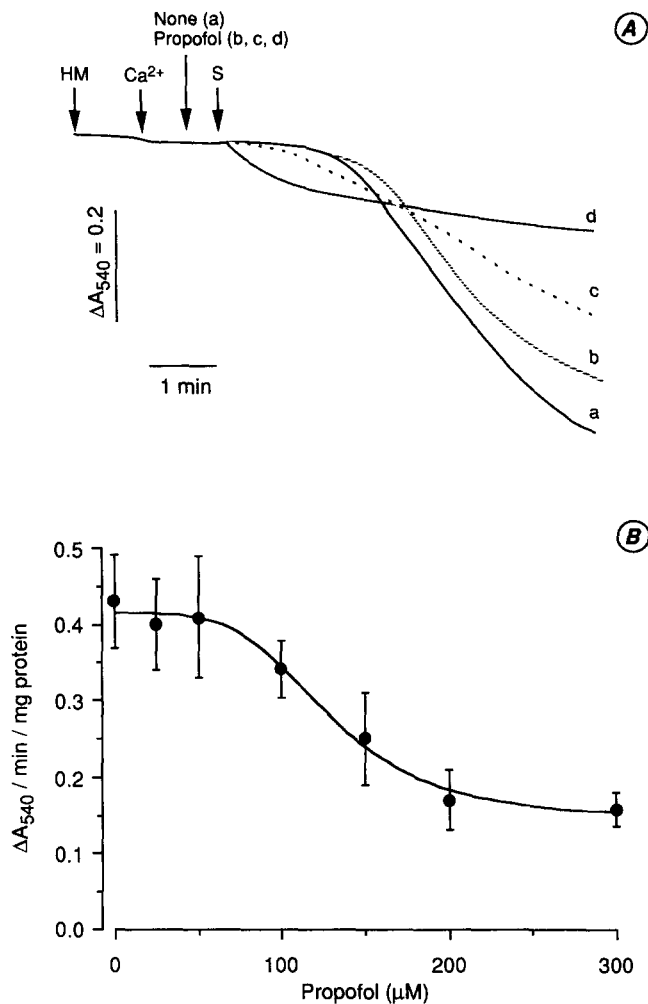 None (a)
Propofol (b, c, d)
A
HM
Ca²⁺
S
ΔA₅₄₀ = 0.2
1 min
d
c
b
a
B
ΔA₅₄₀ / min / mg protein
0.5
0.4
0.3
0.2
0.1
0.0
0 100 200 300
Propofol (μM)